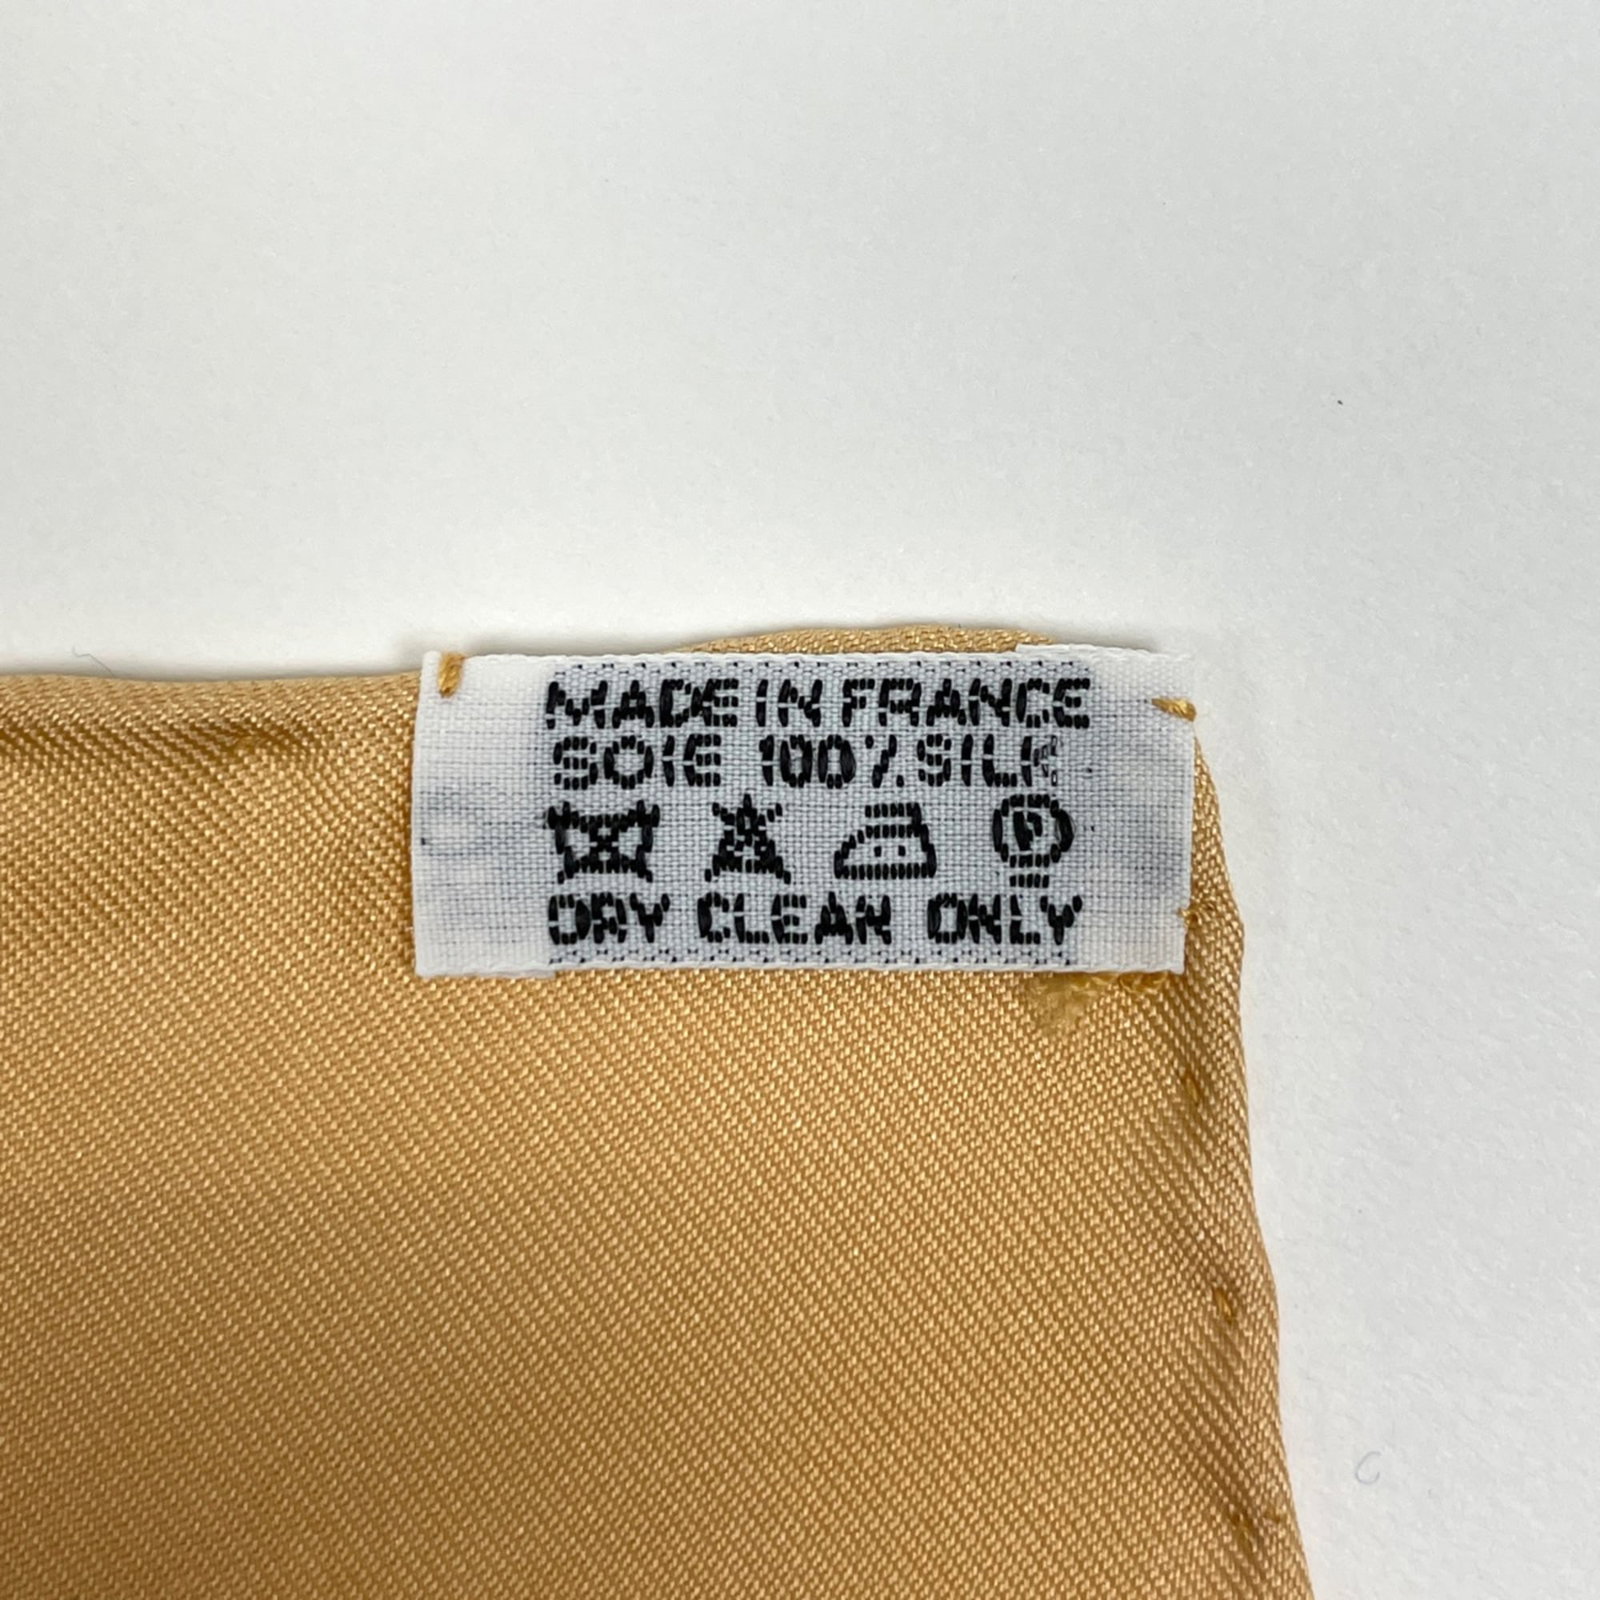 MADE IN FRANCE
SOIE 100% SILK
P
DRY CLEAN ONLY